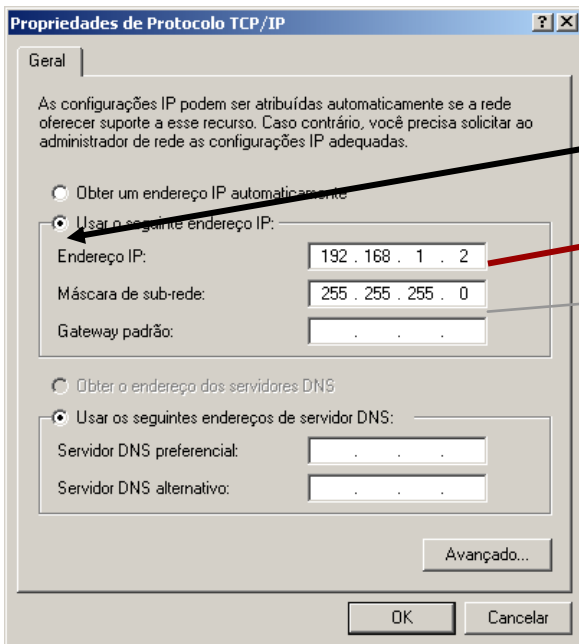 Propriedades de Protocolo TCP/IP
Geral
As configurações IP podem ser atribuídas automaticamente se a rede
oferecer suporte a esse recurso. Caso contrário, você precisa solicitar ao
administrador de rede as configurações IP adequadas.
Obter um endereço IP automaticamente
Usar o seguinte endereço IP:
Endereço IP: 192 . 168 . 1 . 2
Máscara de sub-rede: 255 . 255 . 255 . 0
Gateway padrão: . . .
Obter o endereço dos servidores DNS
Usar os seguintes endereços de servidor DNS:
Servidor DNS preferencial: . . .
Servidor DNS alternativo: . . .
Avançado...
OK Cancelar